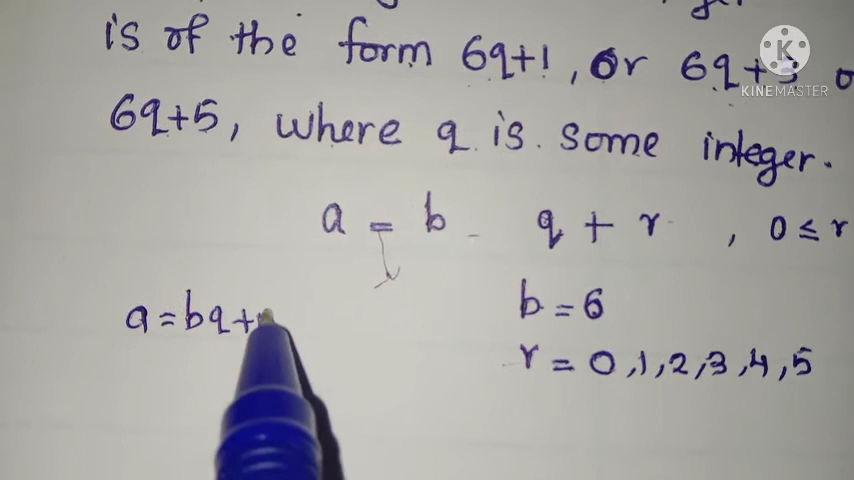 is of the form 6q+1, or 6q+3
6q+5, where q is some integer.
a = b q + r , 0 ≤ r
b = 6
a = bq+
r = 0,1,2,3,4,5
K
KINEMASTER